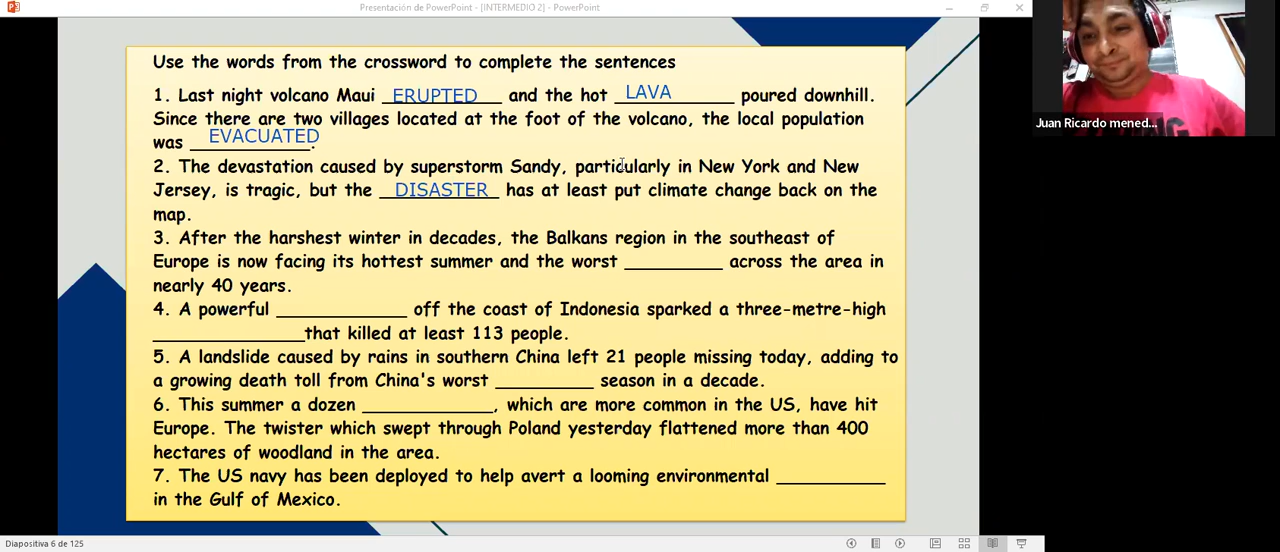 Presentación de PowerPoint - [INTERMEDIO 2] - PowerPoint
Use the words from the crossword to complete the sentences
1. Last night volcano Maui ERUPTED and the hot LAVA poured downhill.
Since there are two villages located at the foot of the volcano, the local population
was EVACUATED.
2. The devastation caused by superstorm Sandy, particularly in New York and New
Jersey, is tragic, but the DISASTER has at least put climate change back on the
map.
3. After the harshest winter in decades, the Balkans region in the southeast of
Europe is now facing its hottest summer and the worst _________ across the area in
nearly 40 years.
4. A powerful ____________ off the coast of Indonesia sparked a three-metre-high
______________that killed at least 113 people.
5. A landslide caused by rains in southern China left 21 people missing today, adding to
a growing death toll from China's worst _________ season in a decade.
6. This summer a dozen ____________, which are more common in the US, have hit
Europe. The twister which swept through Poland yesterday flattened more than 400
hectares of woodland in the area.
7. The US navy has been deployed to help avert a looming environmental __________
in the Gulf of Mexico.
Juan Ricardo mened...
Diapositiva 6 de 125